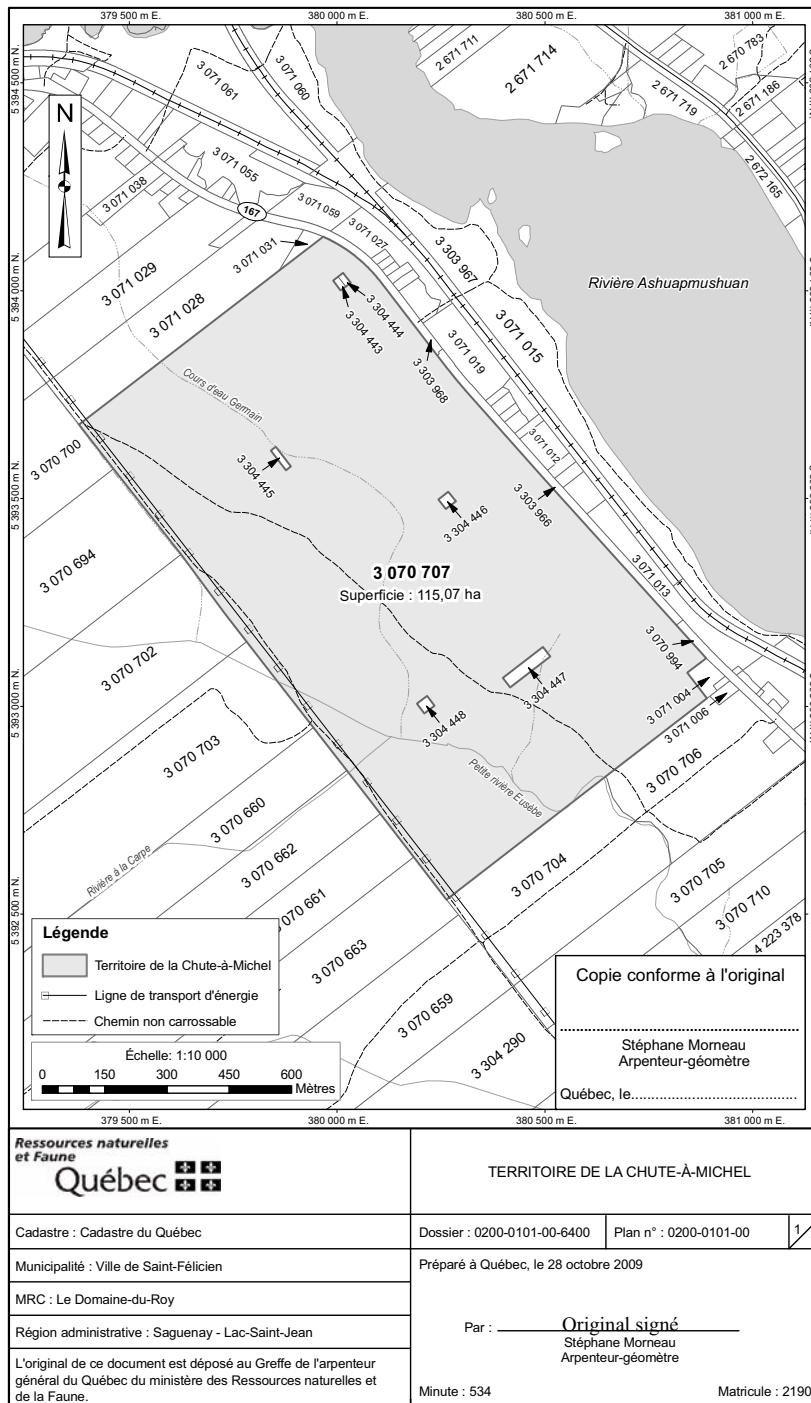 379 500 m E.
380 000 m E.
380 500 m E.
381 000 m E.
5 394 500 m N.
5 394 000 m N.
5 393 500 m N.
5 393 000 m N.
5 392 500 m N.
N
3 071 061
3 071 060
2 671 711
2 671 714
2 670 783
2 671 719
2 671 186
2 672 165
3 071 038
3 071 055
167
3 071 059
3 071 027
3 071 031
3 071 029
3 071 028
3 303 967
Rivière Ashuapmushuan
3 304 444
3 304 443
3 071 015
3 071 019
3 303 968
Cours d'eau Germain
3 070 700
3 304 445
3 071 012
3 303 966
3 304 446
3 070 694
3 070 707
Superficie : 115,07 ha
3 071 013
3 070 994
3 070 702
3 304 447
3 071 004
3 071 006
3 304 448
3 070 703
3 070 706
Petite rivière Eusèbe
3 070 660
Rivière à la Carpe
3 070 662
3 070 704
3 070 705
3 070 710
4 223 378
3 070 661
3 070 663
3 070 659
3 304 290
Légende
Territoire de la Chute-à-Michel
Ligne de transport d'énergie
Chemin non carrossable
Échelle: 1:10 000
0 150 300 450 600
Mètres
Copie conforme à l'original
Stéphane Morneau
Arpenteur-géomètre
Québec, le
379 500 m E.
380 000 m E.
380 500 m E.
381 000 m E.
Ressources naturelles
et Faune
Québec
TERRITOIRE DE LA CHUTE-À-MICHEL
Cadastre : Cadastre du Québec
Dossier : 0200-0101-00-6400
Plan n° : 0200-0101-00
1/
Municipalité : Ville de Saint-Félicien
Préparé à Québec, le 28 octobre 2009
MRC : Le Domaine-du-Roy
Région administrative : Saguenay - Lac-Saint-Jean
Par : Original signé
Stéphane Morneau
Arpenteur-géomètre
L'original de ce document est déposé au Greffe de l'arpenteur
général du Québec du ministère des Ressources naturelles et
de la Faune.
Minute : 534
Matricule : 2190